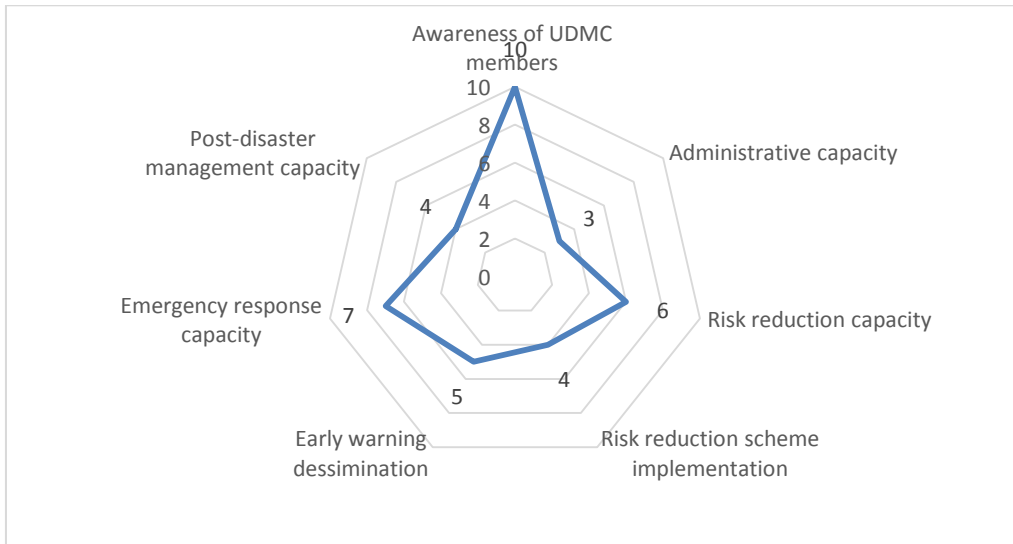 Awareness of UDMC
10
members
10
8
6
4
2
0
Administrative capacity
3
Risk reduction capacity
6
Risk reduction scheme
implementation
4
Early warning
dessimination
5
Emergency response
capacity
7
Post-disaster
management capacity
4